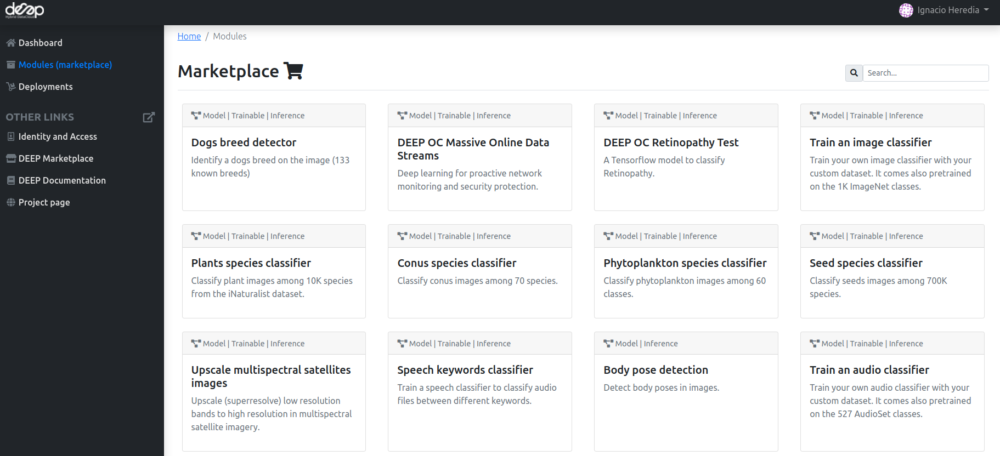 deep
Hybrid DataCloud
Ignacio Heredia
Dashboard
Modules (marketplace)
Deployments
OTHER LINKS
Identity and Access
DEEP Marketplace
DEEP Documentation
Project page
Home / Modules
Marketplace
Search...
Model | Trainable | Inference
Dogs breed detector
Identify a dogs breed on the image (133
known breeds)
Model | Trainable | Inference
DEEP OC Massive Online Data
Streams
Deep learning for proactive network
monitoring and security protection.
Model | Trainable | Inference
DEEP OC Retinopathy Test
A Tensorflow model to classify
Retinopathy.
Model | Trainable | Inference
Train an image classifier
Train your own image classifier with your
custom dataset. It comes also pretrained
on the 1K ImageNet classes.
Model | Trainable | Inference
Plants species classifier
Classify plant images among 10K species
from the iNaturalist dataset.
Model | Trainable | Inference
Conus species classifier
Classify conus images among 70 species.
Model | Trainable | Inference
Phytoplankton species classifier
Classify phytoplankton images among 60
classes.
Model | Trainable | Inference
Seed species classifier
Classify seeds images among 700K
species.
Model | Trainable | Inference
Upscale multispectral satellites
images
Upscale (superresolve) low resolution
bands to high resolution in multispectral
satellite imagery.
Model | Trainable | Inference
Speech keywords classifier
Train a speech classifier to classify audio
files between different keywords.
Model | Inference
Body pose detection
Detect body poses in images.
Model | Trainable | Inference
Train an audio classifier
Train your own audio classifier with your
custom dataset. It comes also pretrained
on the 527 AudioSet classes.